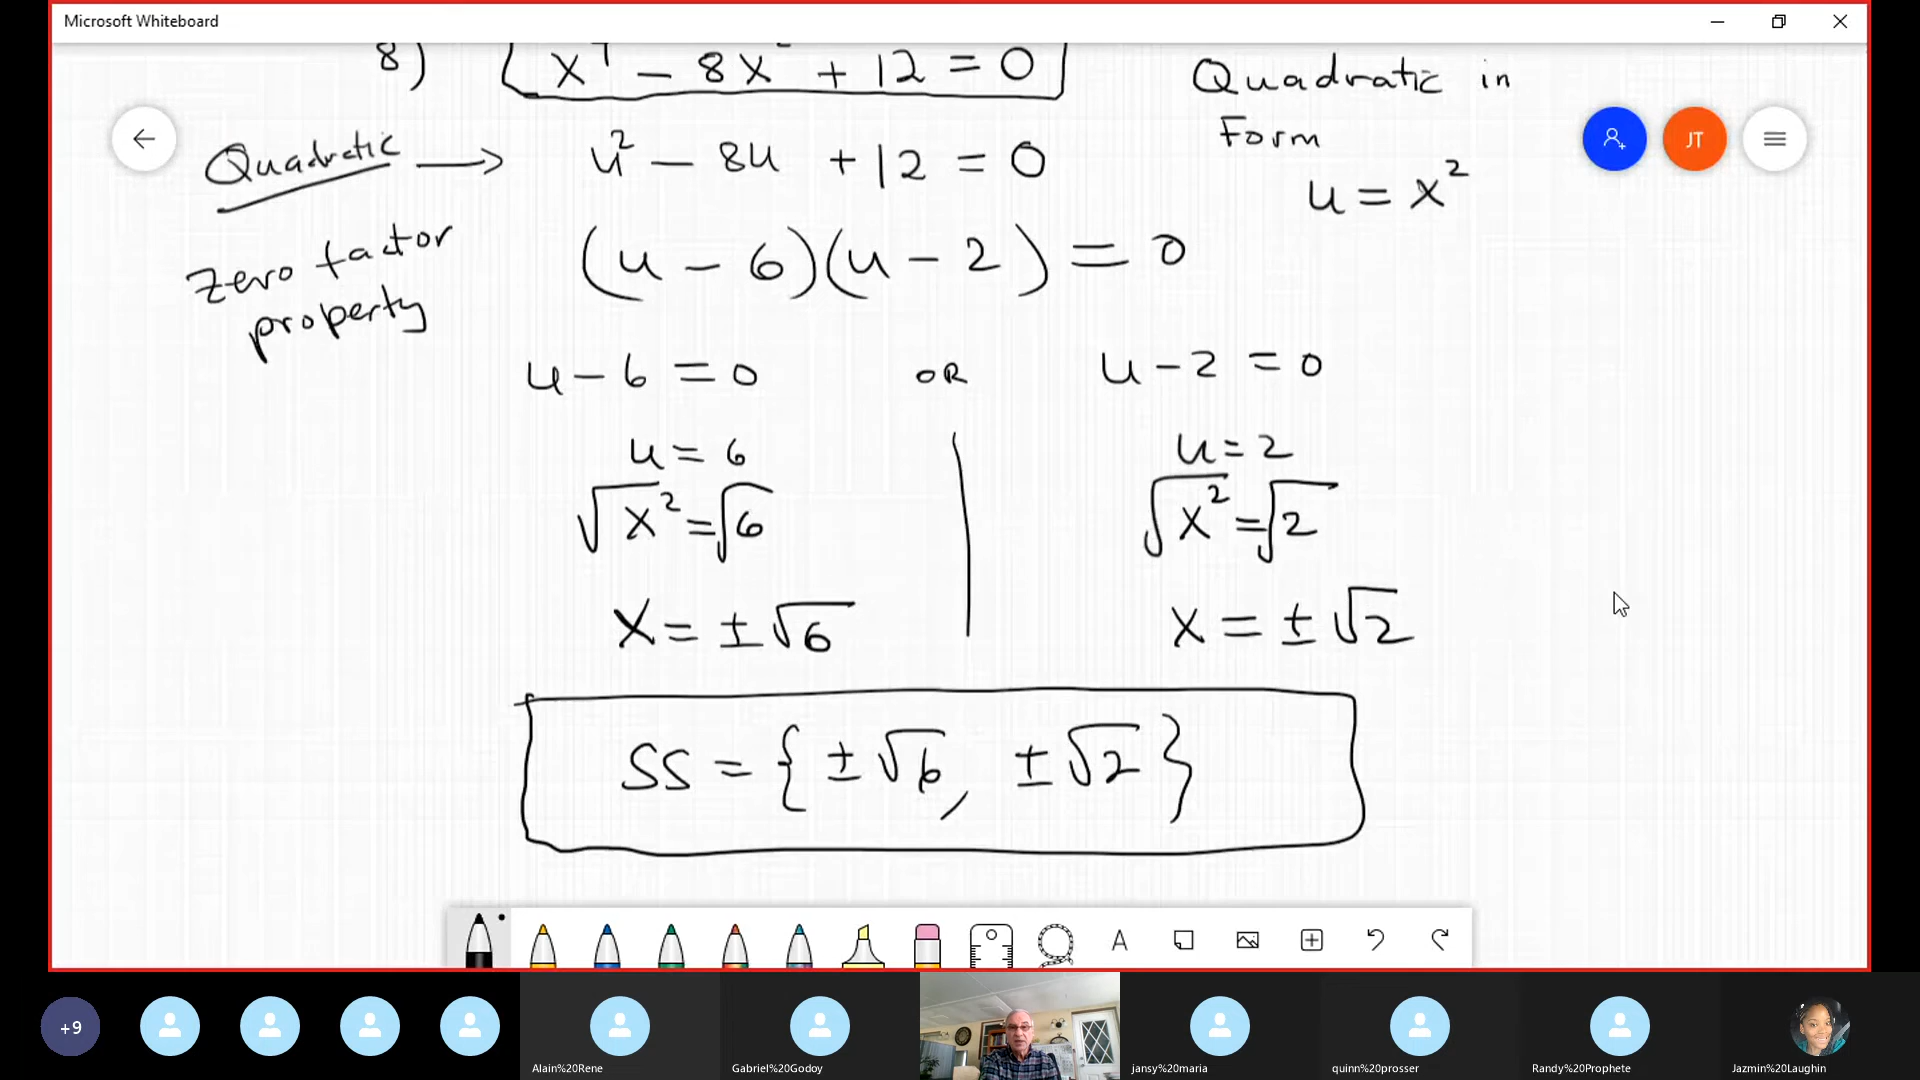 Microsoft Whiteboard
8) x⁴ - 8x² + 12 = 0
Quadratic in
Form
u = x²
Quadratic → u² - 8u + 12 = 0
Zero factor
property
(u - 6)(u - 2) = 0
u - 6 = 0 OR u - 2 = 0
u = 6
√x² = √6
x = ±√6
u = 2
√x² = √2
x = ±√2
SS = {±√6, ±√2}
JT
A
+9
Alain%20Rene
Gabriel%20Godoy
jansy%20maria
quinn%20prosser
Randy%20Prophete
Jazmin%20Laughin